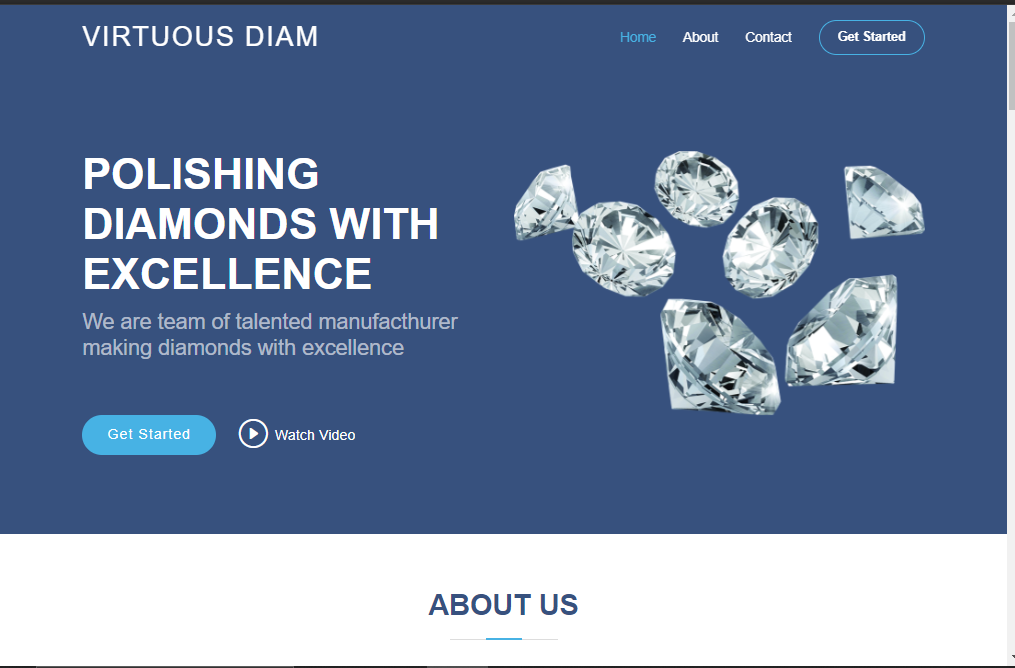 VIRTUOUS DIAM
Home About Contact Get Started
POLISHING
DIAMONDS WITH
EXCELLENCE
We are team of talented manufacthurer
making diamonds with excellence
Get Started Watch Video
ABOUT US